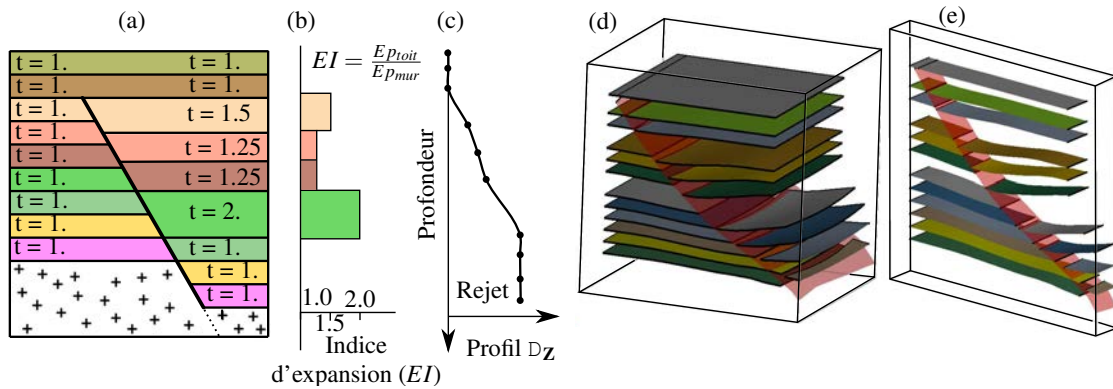 (a)
(b)
(c)
(d)
(e)
t = 1. t = 1.
t = 1. t = 1.
t = 1. t = 1.5
t = 1.
t = 1.25
t = 1.
t = 1.25
t = 1.
t = 1. t = 2.
t = 1.
t = 1. t = 1.
t = 1.
t = 1.
EI = Ep_toit / Ep_mur
1.0 2.0
1.5
Indice
d'expansion (EI)
Profondeur
Rejet
Profil Dz